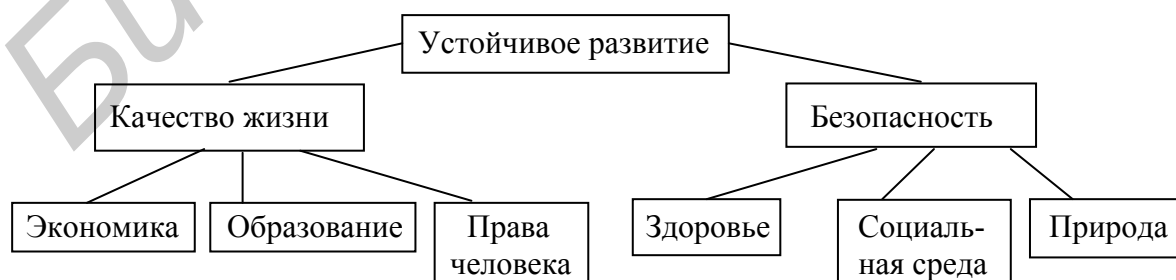 Устойчивое развитие
Качество жизни
Безопасность
Экономика
Образование
Права
человека
Здоровье
Социаль-
ная среда
Природа